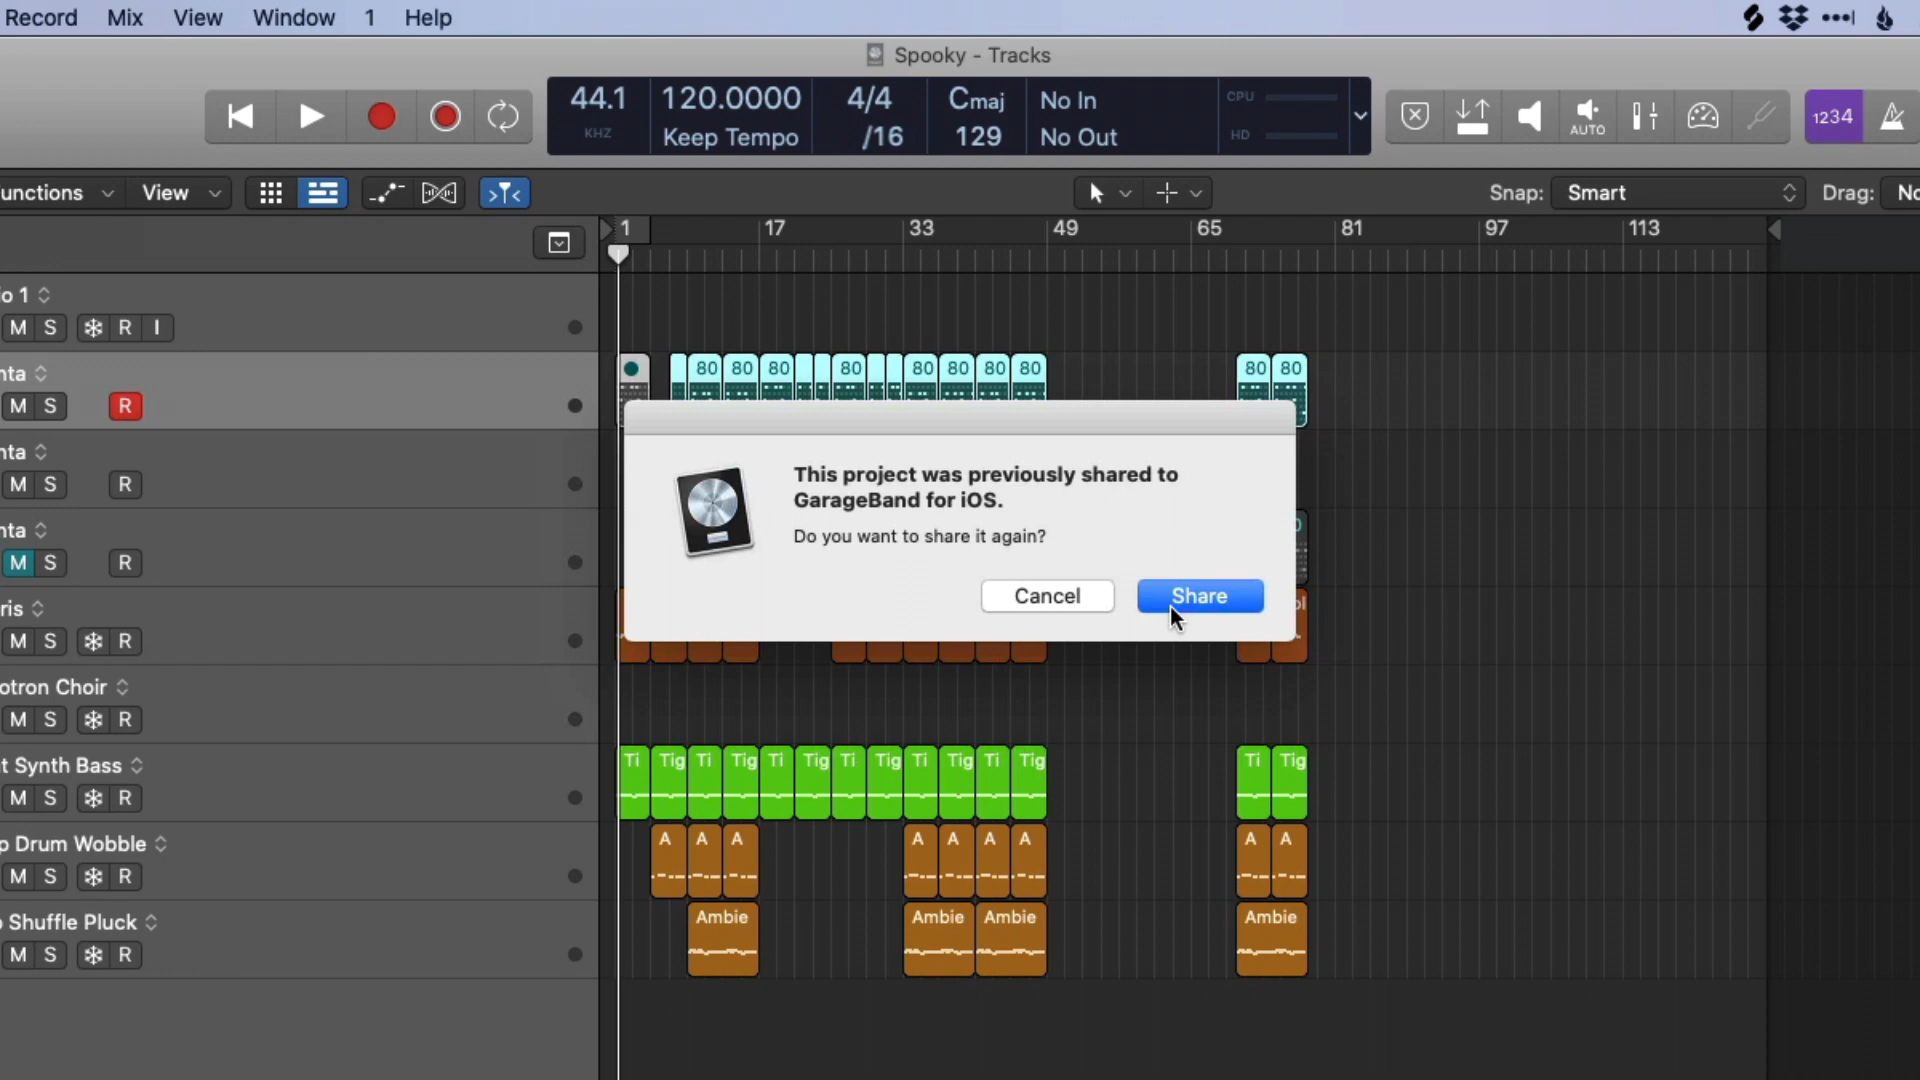 Record Mix View Window 1 Help
Spooky - Tracks
44.1 120.0000 4/4 Cmaj No In CPU
KHZ Keep Tempo /16 129 No Out HD
AUTO 1234
unctions View Snap: Smart Drag: No
1 17 33 49 65 81 97 113
io 1
M S R I
nta
80 80 80 80 80 80 80 80 80 80
M S R
nta
M S R
nta
M S R
This project was previously shared to
GarageBand for iOS.
Do you want to share it again?
Cancel Share
ris
M S R
otron Choir
M S R
t Synth Bass
Ti Tig Ti Tig Ti Tig Ti Tig Ti Tig Ti Tig Ti Tig
M S R
p Drum Wobble
A A A A A A A A A
M S R
Shuffle Pluck
Ambie Ambie Ambie Ambie
M S R